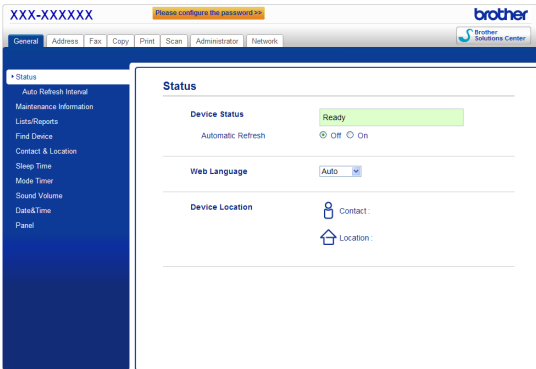 XXX-XXXXXX
Please configure the password >>
brother
General Address Fax Copy Print Scan Administrator Network
Brother
Solutions Center
Status
Auto Refresh Interval
Maintenance Information
Lists/Reports
Find Device
Contact & Location
Sleep Time
Mode Timer
Sound Volume
Date&Time
Panel
Status
Device Status
Ready
Automatic Refresh
Off On
Web Language
Auto
Device Location
Contact :
Location :